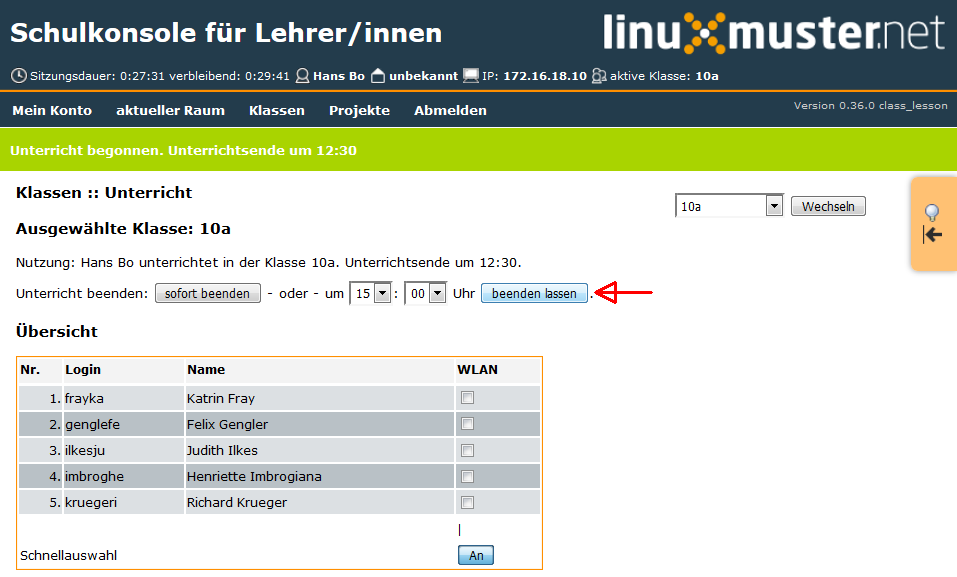 Schulkonsole für Lehrer/innen
linuxmuster.net
Sitzungsdauer: 0:27:31 verbleibend: 0:29:41 Hans Bo unbekannt IP: 172.16.18.10 aktive Klasse: 10a
Mein Konto aktueller Raum Klassen Projekte Abmelden
Version 0.36.0 class_lesson
Unterricht begonnen. Unterrichtsende um 12:30
Klassen :: Unterricht
10a Wechseln
Ausgewählte Klasse: 10a
Nutzung: Hans Bo unterrichtet in der Klasse 10a. Unterrichtsende um 12:30.
Unterricht beenden: sofort beenden - oder - um 15 : 00 Uhr beenden lassen .
Übersicht
Nr. Login Name WLAN
1. frayka Katrin Fray
2. genglefe Felix Gengler
3. ilkesju Judith Ilkes
4. imbroghe Henriette Imbrogiana
5. kruegeri Richard Krueger
|
Schnellauswahl An